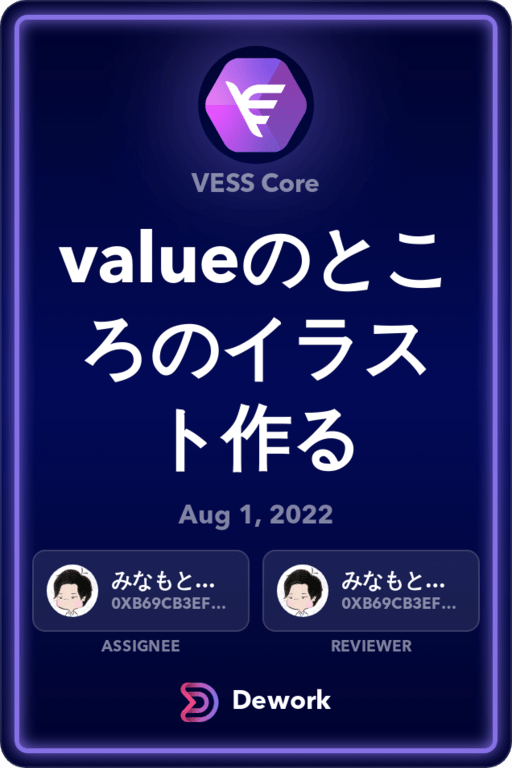 VESS Core
valueのとこ
ろのイラス
ト作る
Aug 1, 2022
みなもと...
0XB69CB3EF...
ASSIGNEE
みなもと...
0XB69CB3EF...
REVIEWER
Dework